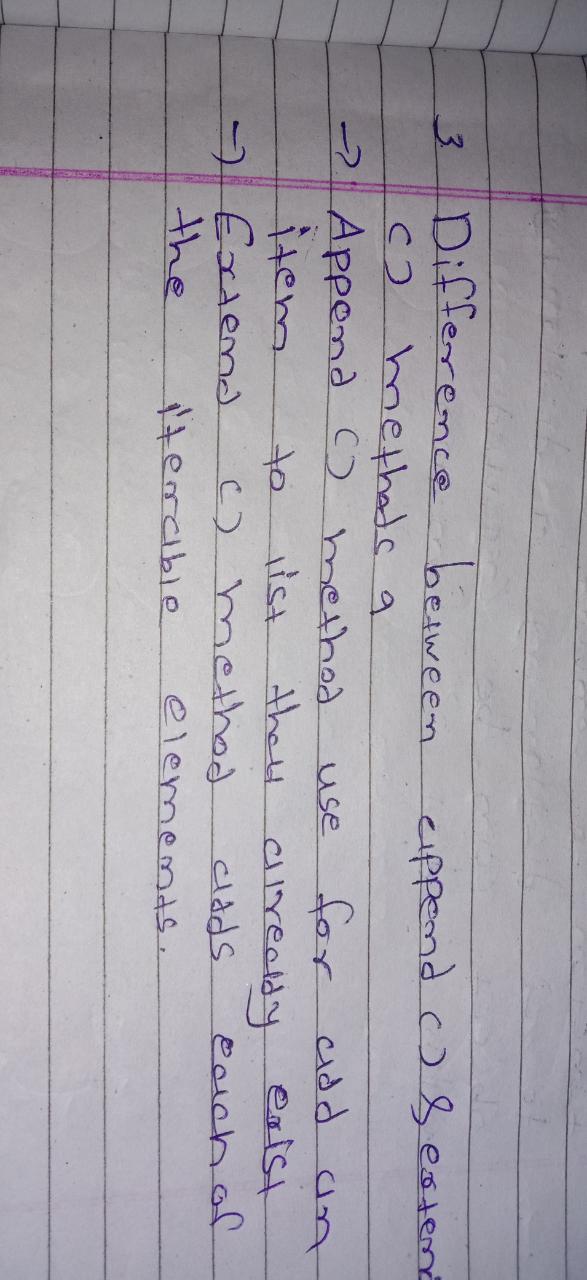 3 Difference between append () & exten
() methods ?
→ Append () method use for add an
item to list that already exist
→ Extend () method adds each of
the iterable elements.